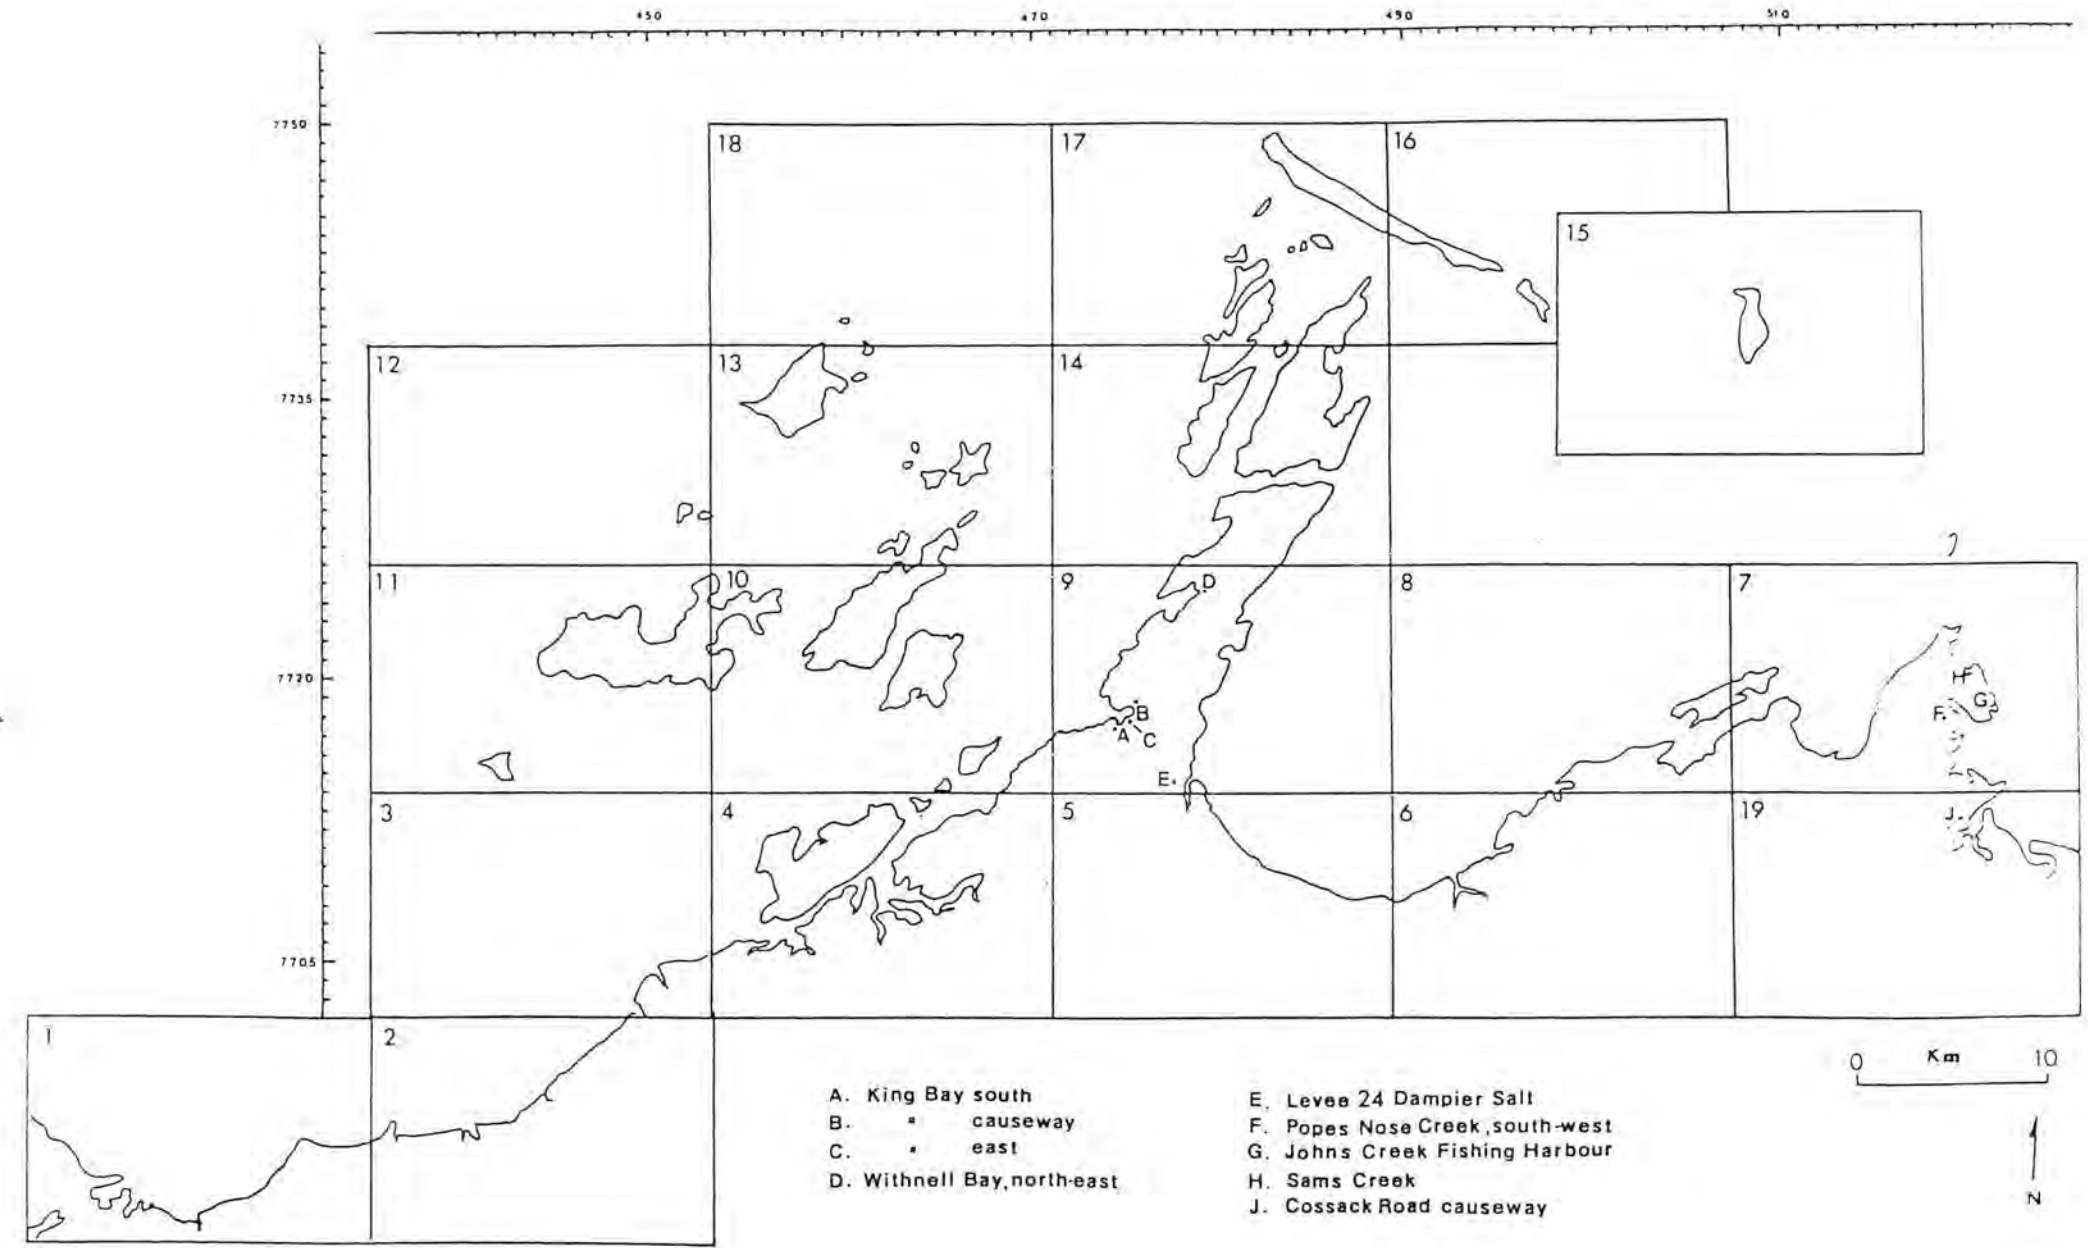 450 470 490 510
7750
18 17 16
15
12 13 14
7735
11 10 9 8 7
D
H
7720
G
F
B
A C
E
3 4 5 6 19
J
7705
1 2
0 Km 10
A. King Bay south
B. " causeway
C. " east
D. Withnell Bay, north-east
E. Levee 24 Dampier Salt
F. Popes Nose Creek, south-west
G. Johns Creek Fishing Harbour
H. Sams Creek
J. Cossack Road causeway
N